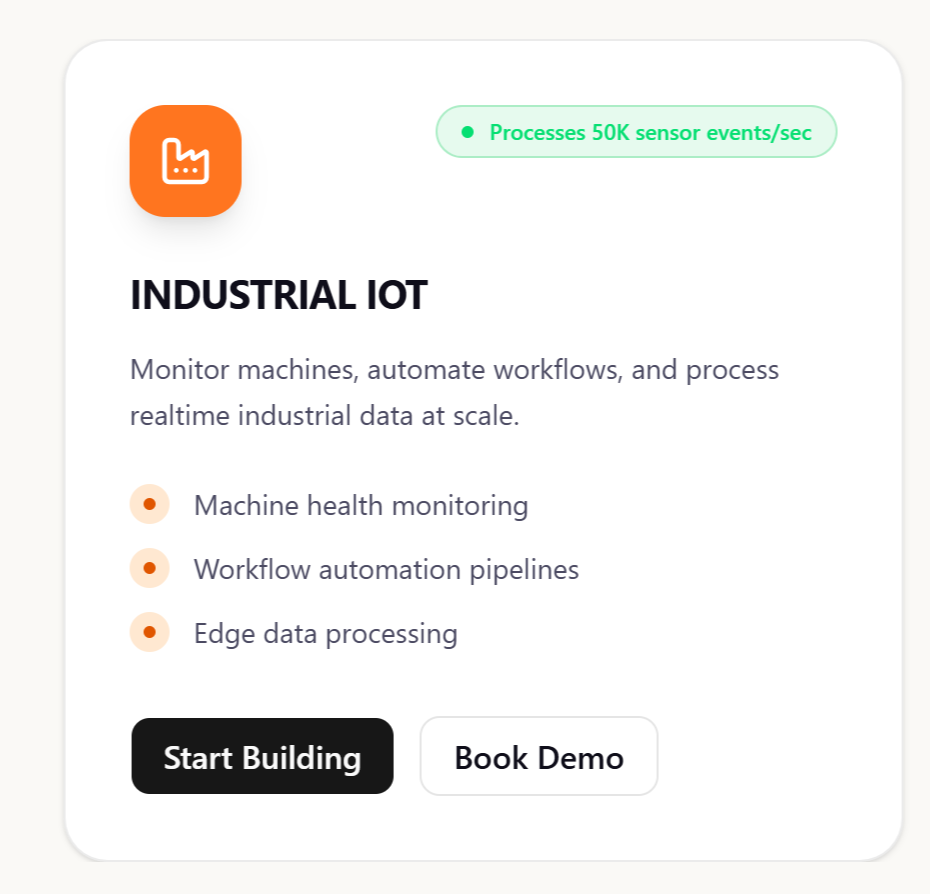 Processes 50K sensor events/sec
INDUSTRIAL IOT
Monitor machines, automate workflows, and process
realtime industrial data at scale.
Machine health monitoring
Workflow automation pipelines
Edge data processing
Start Building
Book Demo